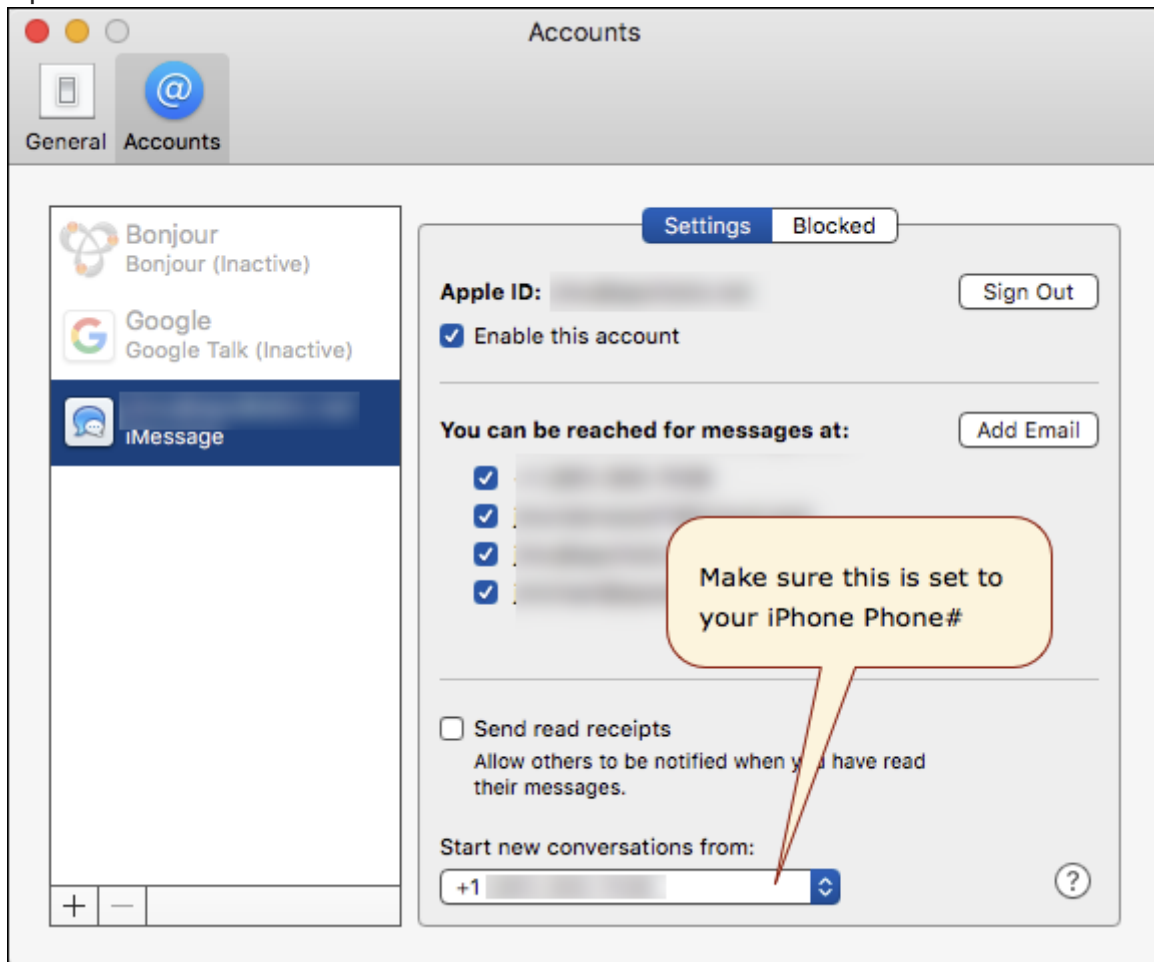 Accounts
General Accounts
Bonjour
Bonjour (Inactive)
Google
Google Talk (Inactive)
iMessage
Settings Blocked
Apple ID: Sign Out
Enable this account
You can be reached for messages at: Add Email
Make sure this is set to
your iPhone Phone#
Send read receipts
Allow others to be notified when you have read
their messages.
Start new conversations from:
+1
?